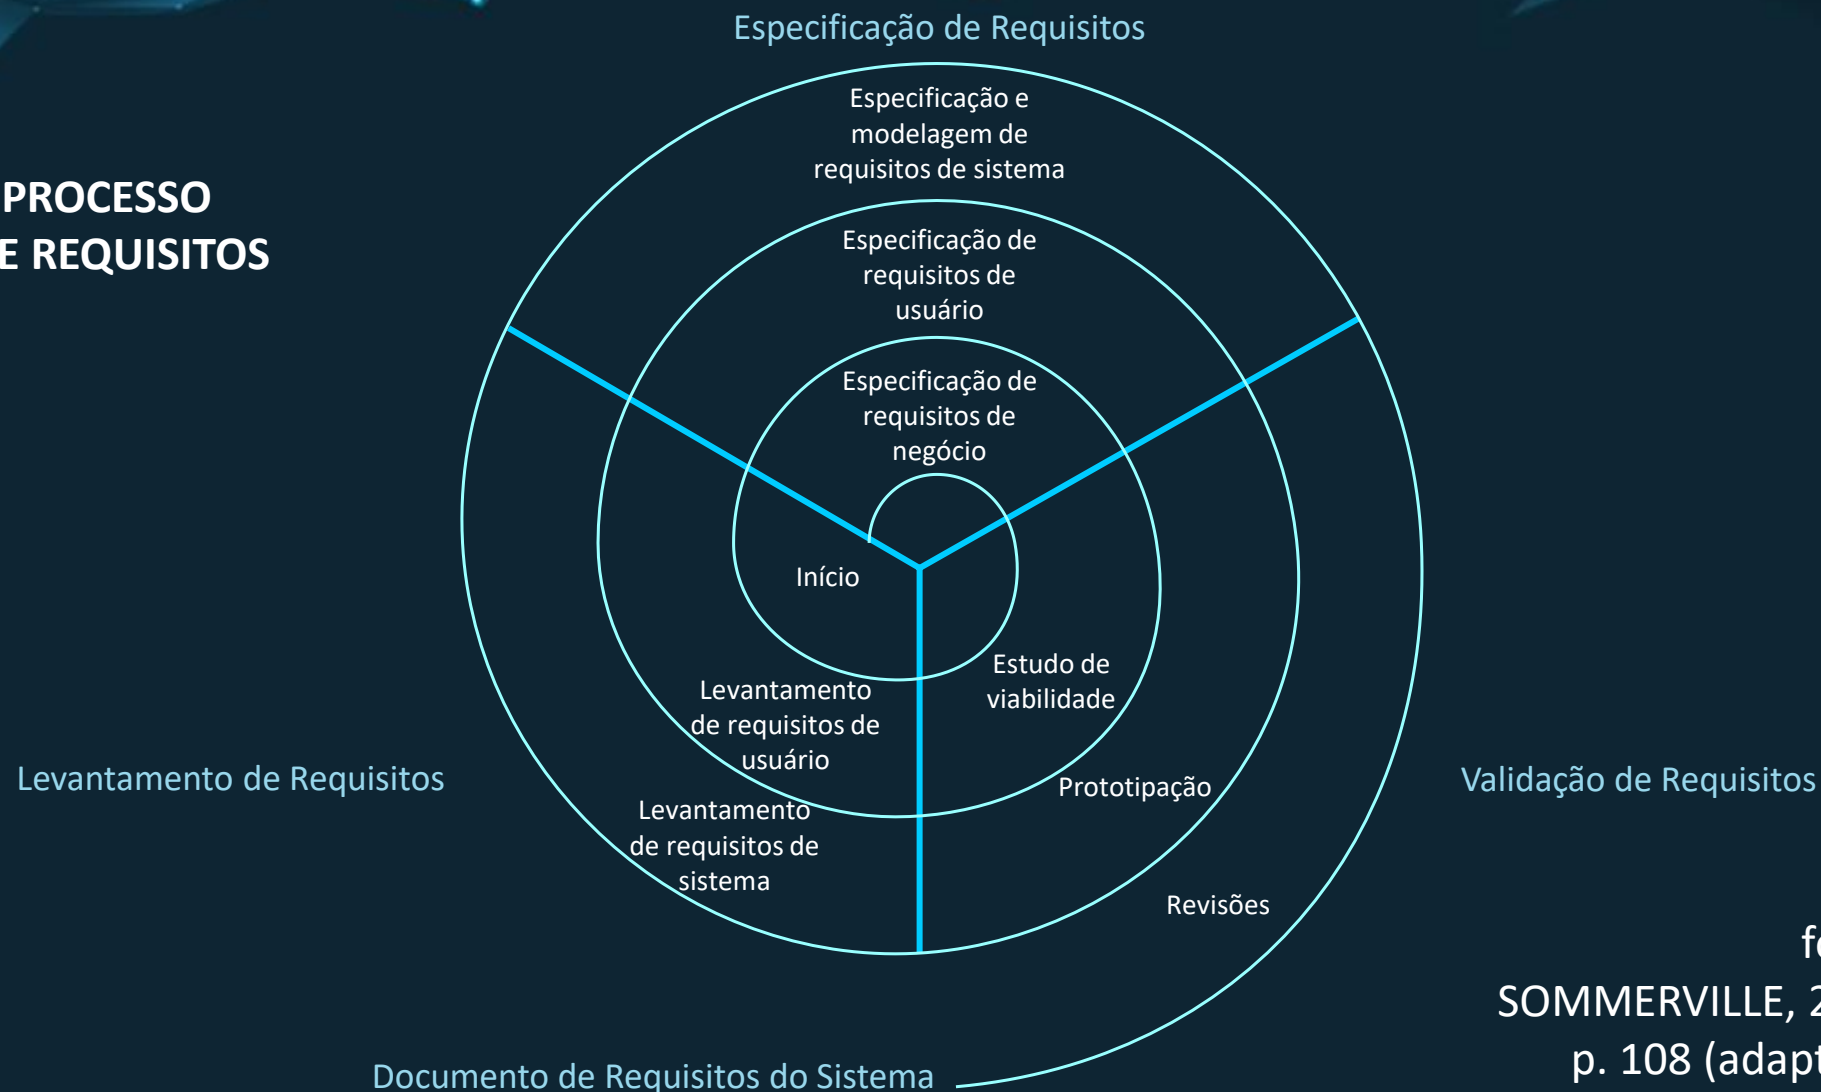 Especificação de Requisitos
PROCESSO
E REQUISITOS
Especificação e
modelagem de
requisitos de sistema
Especificação de
requisitos de
usuário
Especificação de
requisitos de
negócio
Início
Estudo de
viabilidade
Levantamento
de requisitos de
usuário
Levantamento de Requisitos
Prototipação
Validação de Requisitos
Levantamento
de requisitos de
sistema
Revisões
SOMMERVILLE, 2
p. 108 (adapt
Documento de Requisitos do Sistema